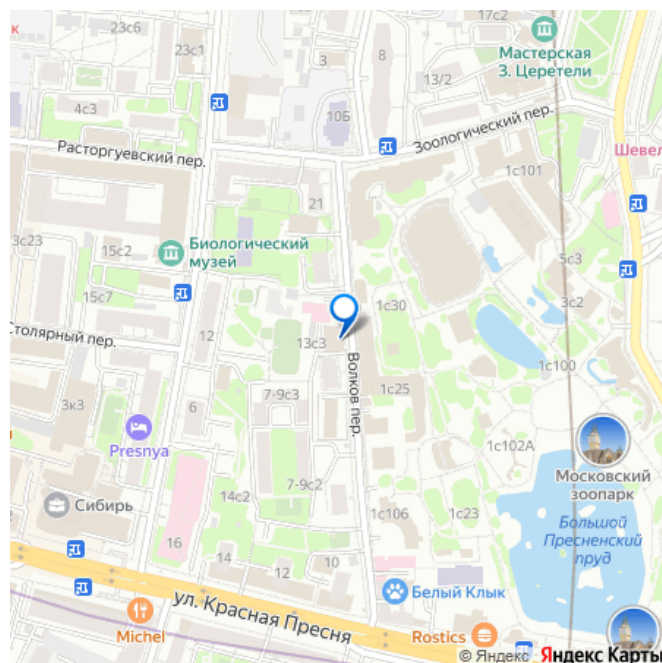 17с2
23с6
к
Мастерская
З. Церетели
23с1
3
8
13/2
4с3
10Б
Зоологический пер.
Расторгуевский пер.
Шевел
1с101
21
3с23
15с2
Биологический
музей
5с3
3с2
15с7
1с30
Столярный пер.
12
13с3
1с100
Волков пер.
1с25
7-9с3
3к3
6
Presnya
1с102А
Московский
зоопарк
7-9с2
14с2
Сибирь
1с106
1с23
Большой
Пресненский
пруд
16
14
12
10
Белый Клык
ул. Красная Пресня
Michel
Rostics
© Яндекс Яндекс Карты